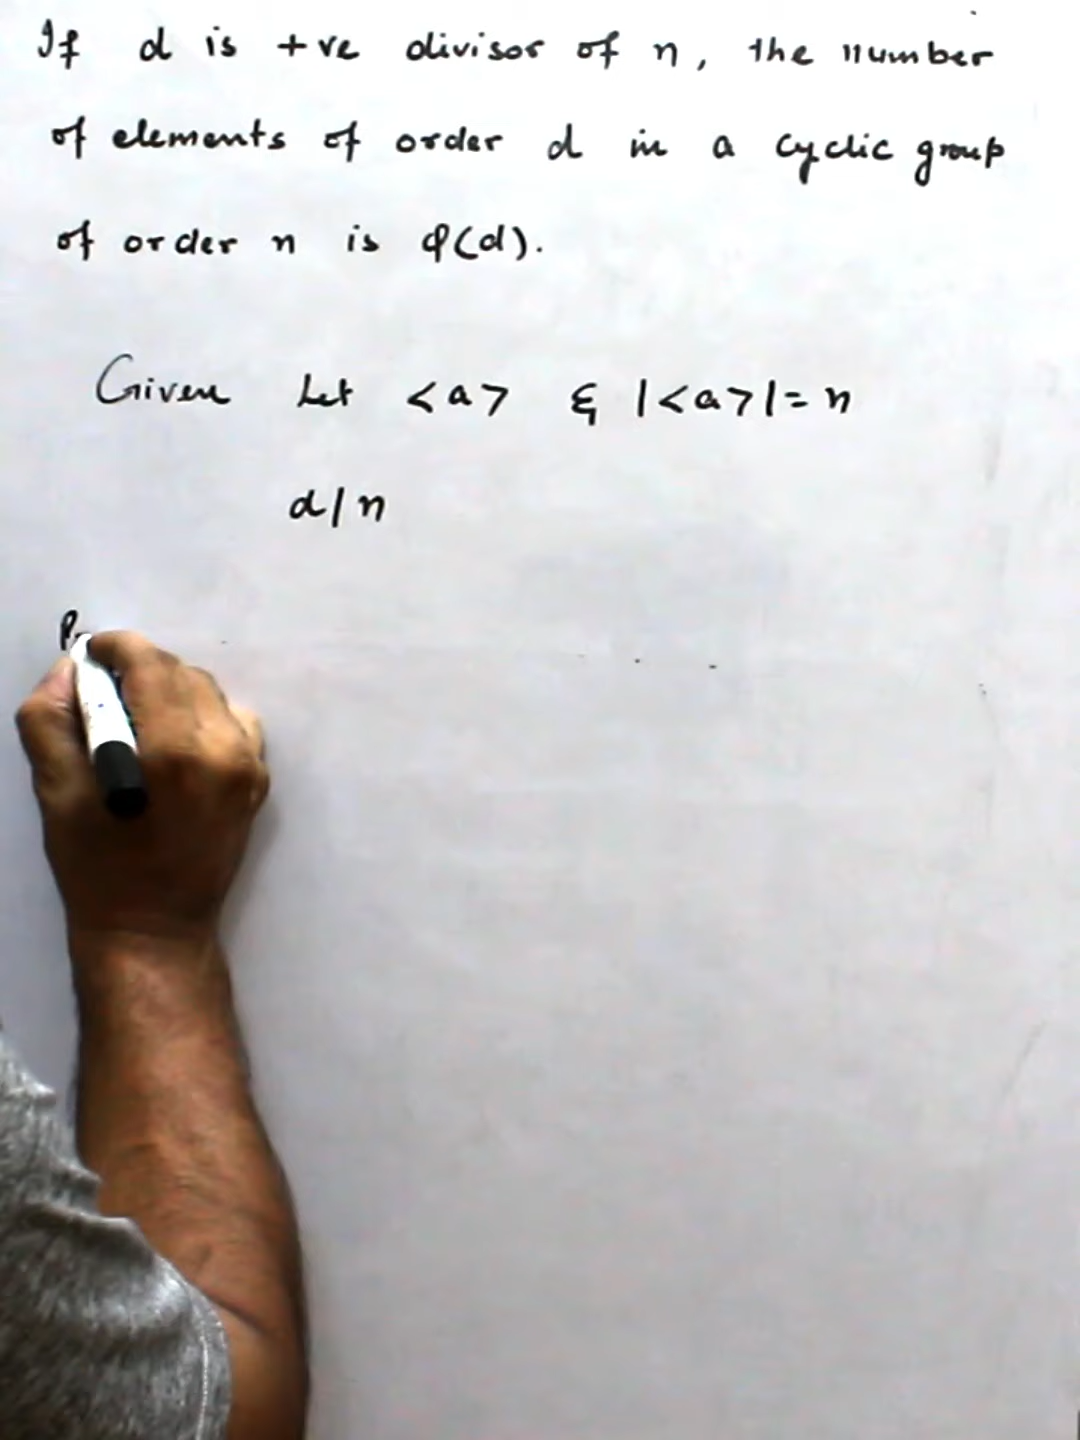 If d is +ve divisor of n, the number
of elements of order d in a cyclic group
of order n is φ(d).
Given Let <a> & |<a>| = n
d/n